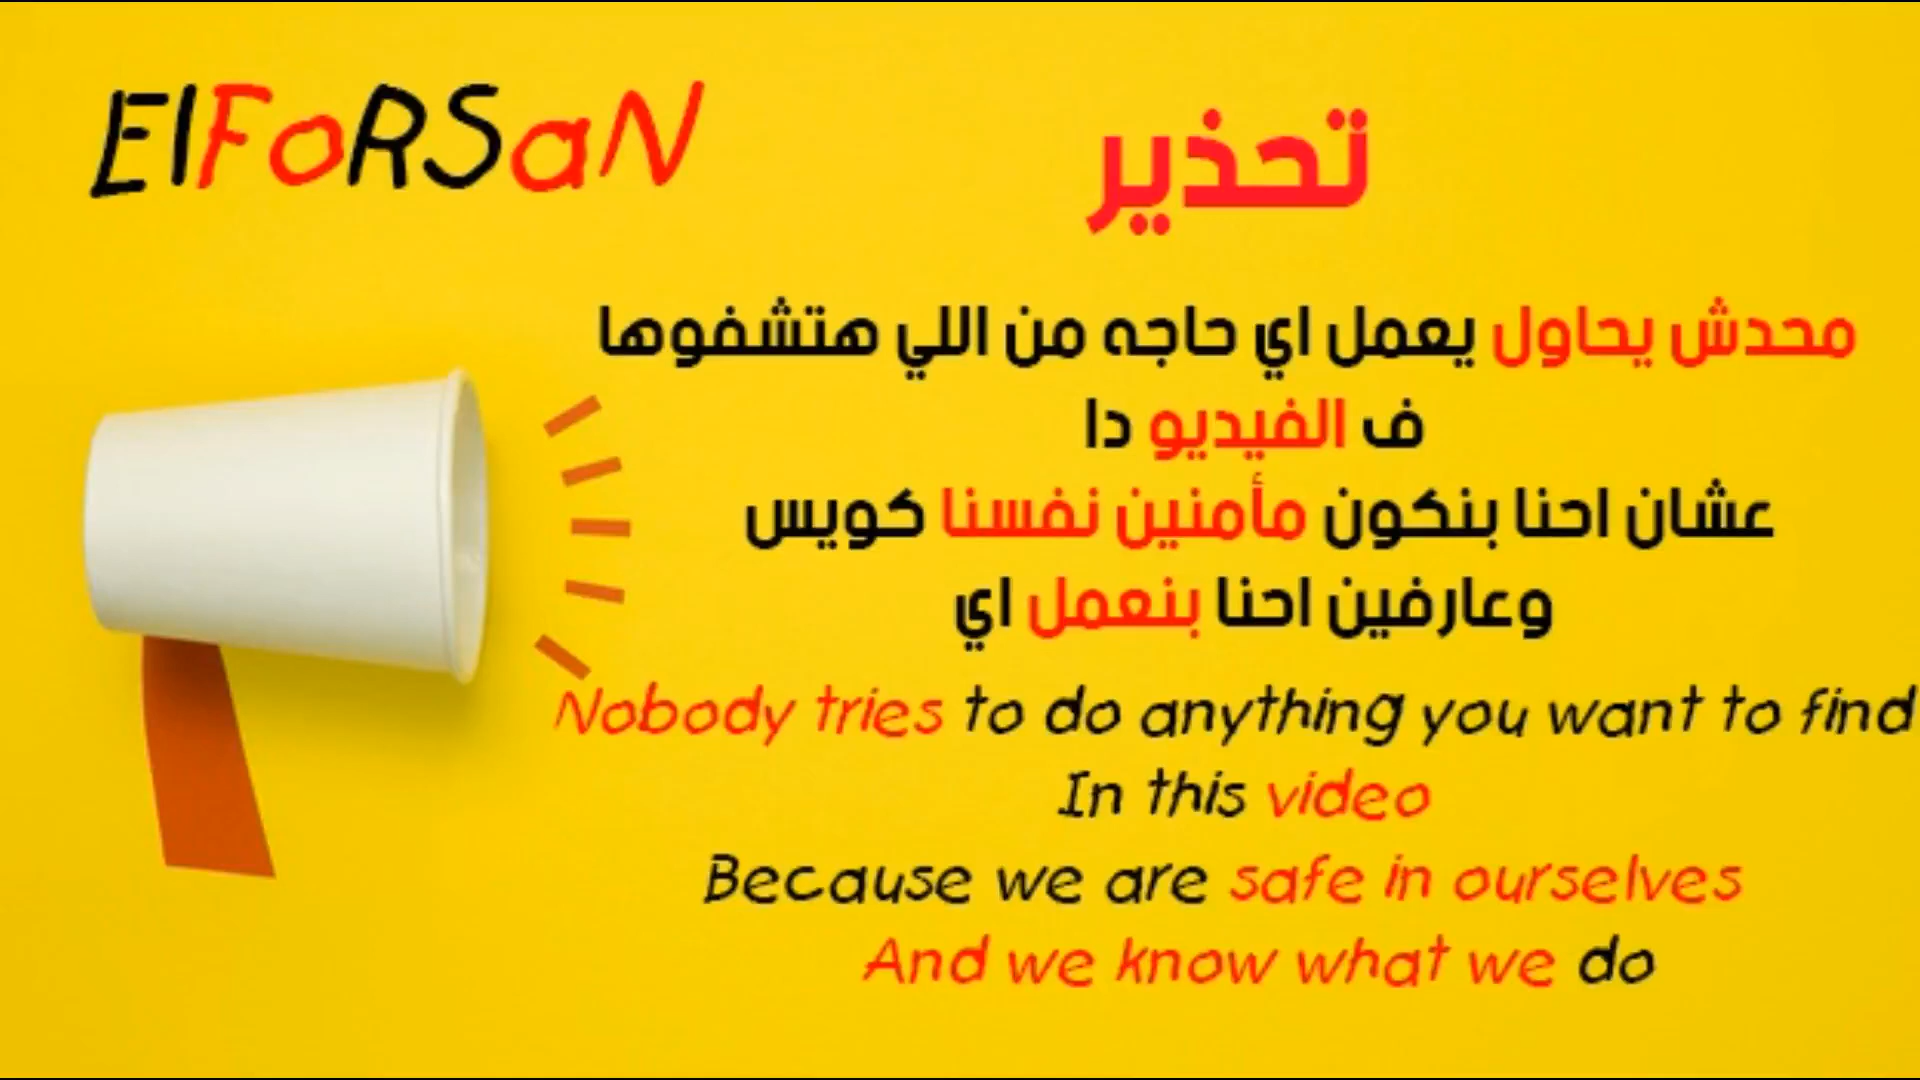 ElFoRSaN
تحذير
محدش يحاول يعمل اي حاجه من اللي هتشفوها
ف الفيديو دا
عشان احنا بنكون مأمنين نفسنا كويس
وعارفين احنا بنعمل اي
Nobody tries to do anything you want to find
In this video
Because we are safe in ourselves
And we know what we do